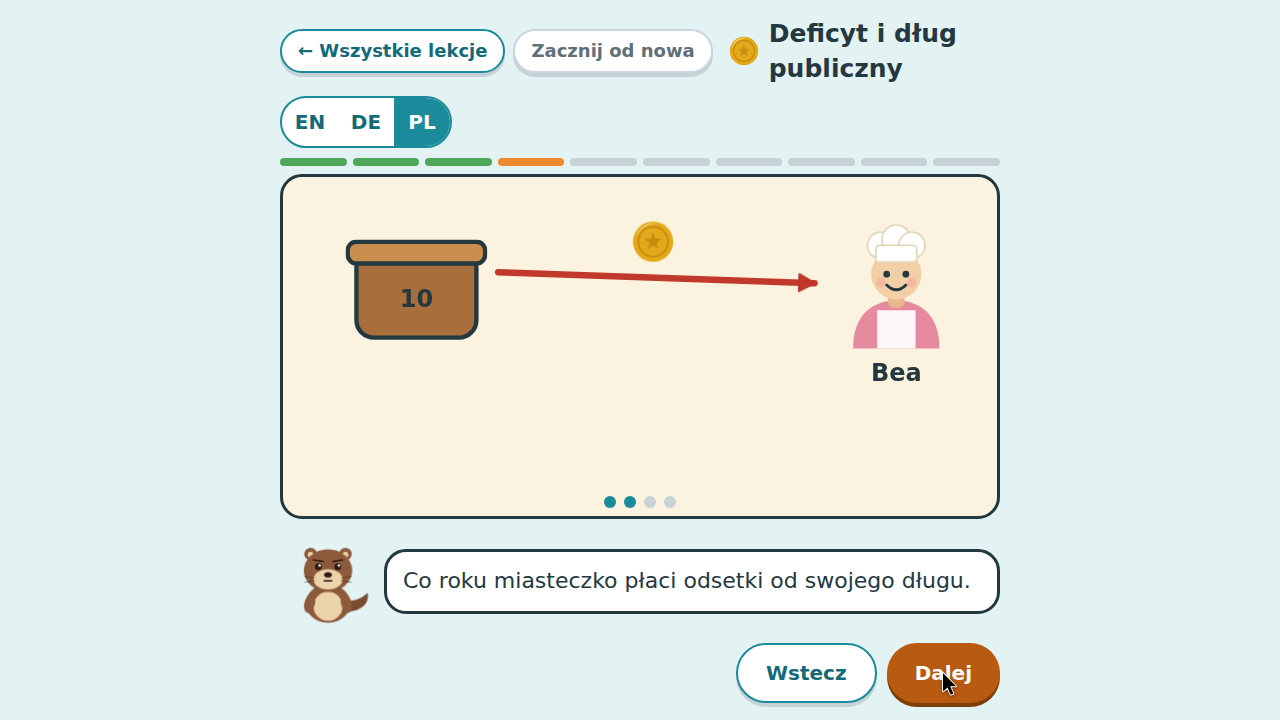 ← Wszystkie lekcje
Zacznij od nowa
Deficyt i dług
publiczny
EN DE PL
10
Bea
Co roku miasteczko płaci odsetki od swojego długu.
Wstecz
Dalej